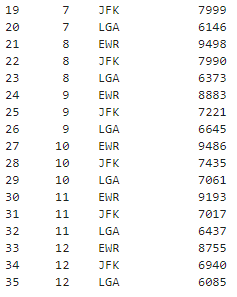 19 7 JFK 7999
20 7 LGA 6146
21 8 EWR 9498
22 8 JFK 7990
23 8 LGA 6373
24 9 EWR 8883
25 9 JFK 7221
26 9 LGA 6645
27 10 EWR 9486
28 10 JFK 7435
29 10 LGA 7061
30 11 EWR 9193
31 11 JFK 7017
32 11 LGA 6437
33 12 EWR 8755
34 12 JFK 6940
35 12 LGA 6085